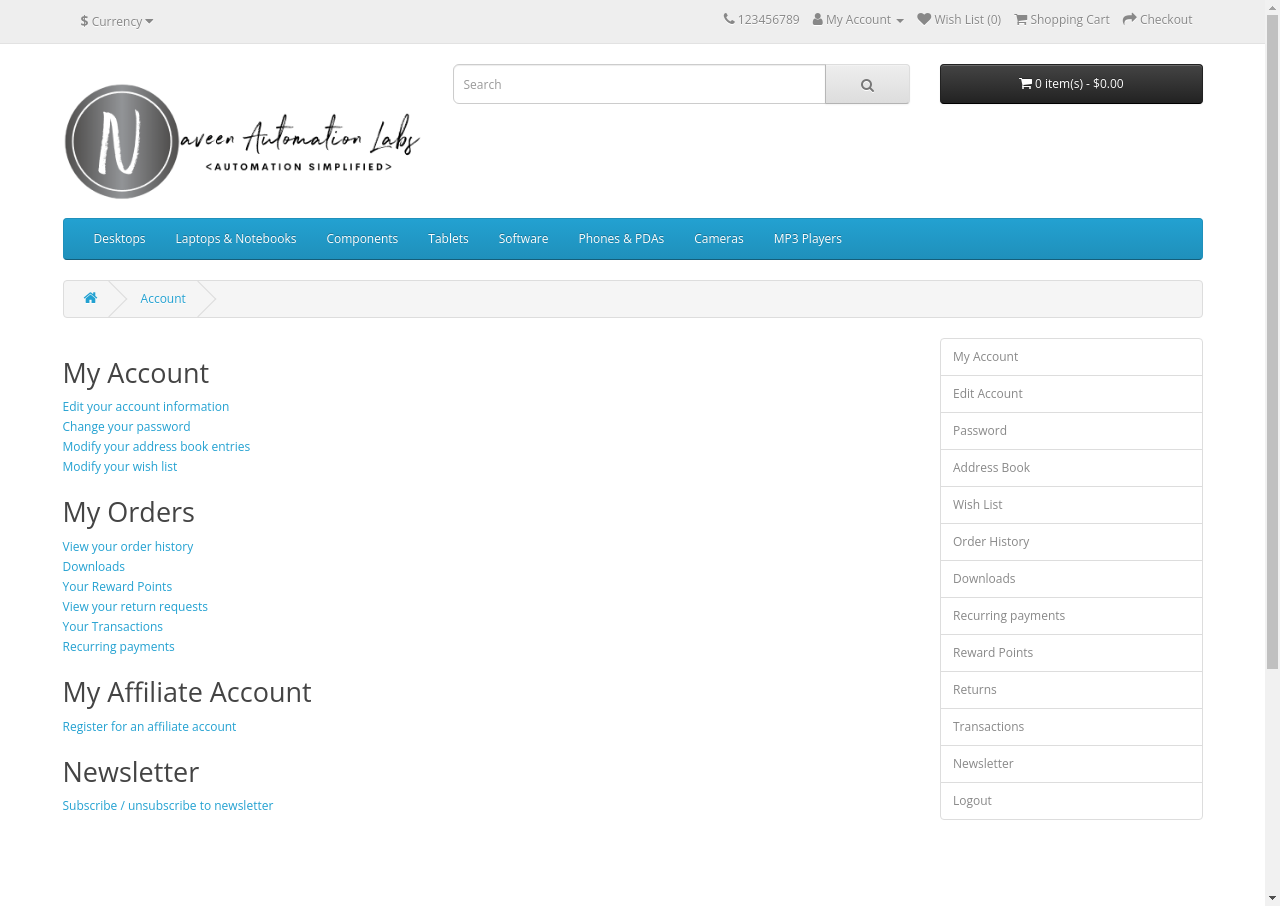 $ Currency
123456789 My Account Wish List (0) Shopping Cart Checkout
Search
0 item(s) - $0.00
N aveen Automation Labs
<AUTOMATION SIMPLIFIED>
Desktops Laptops & Notebooks Components Tablets Software Phones & PDAs Cameras MP3 Players
Account
My Account
Edit your account information
Change your password
Modify your address book entries
Modify your wish list
My Orders
View your order history
Downloads
Your Reward Points
View your return requests
Your Transactions
Recurring payments
My Affiliate Account
Register for an affiliate account
Newsletter
Subscribe / unsubscribe to newsletter
My Account
Edit Account
Password
Address Book
Wish List
Order History
Downloads
Recurring payments
Reward Points
Returns
Transactions
Newsletter
Logout